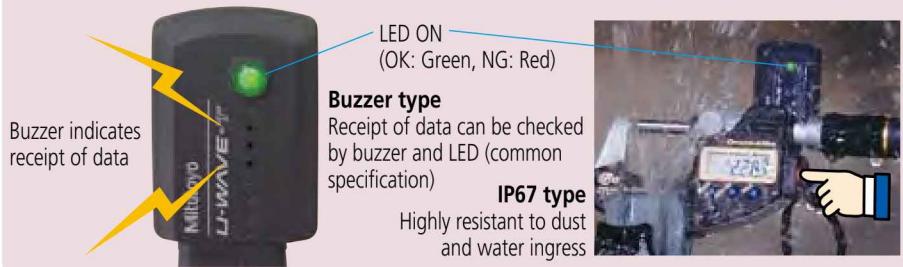 Buzzer indicates
receipt of data
Mitutoyo
U-WAVE-T
LED ON
(OK: Green, NG: Red)
Buzzer type
Receipt of data can be checked
by buzzer and LED (common
specification)
IP67 type
Highly resistant to dust
and water ingress